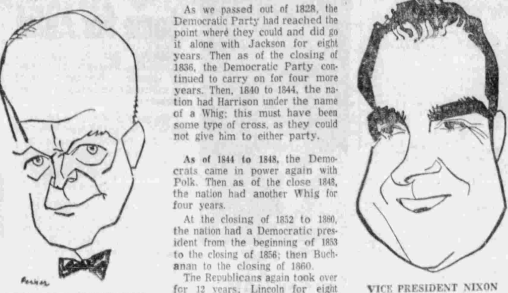 As we passed out of 1828, the
Democratic Party had reached the
point where they could and did go
it alone with Jackson for eight
years. Then as of the closing of
1836, the Democratic Party con-
tinued to carry on for four more
years. Then, 1840 to 1844, the na-
tion had Harrison under the name
of a Whig; this must have been
some type of cross, as they could
not give him to either party.
As of 1844 to 1848, the Demo-
crats came in power again with
Polk. Then as of the close 1848,
the nation had another Whig for
four years.
At the closing of 1852 to 1860,
the nation had a Democratic pres-
ident from the beginning of 1853
to the closing of 1856; then Buch-
anan to the closing of 1860.
The Republicans again took over
for 12 years, Lincoln for eight
VICE PRESIDENT NIXON